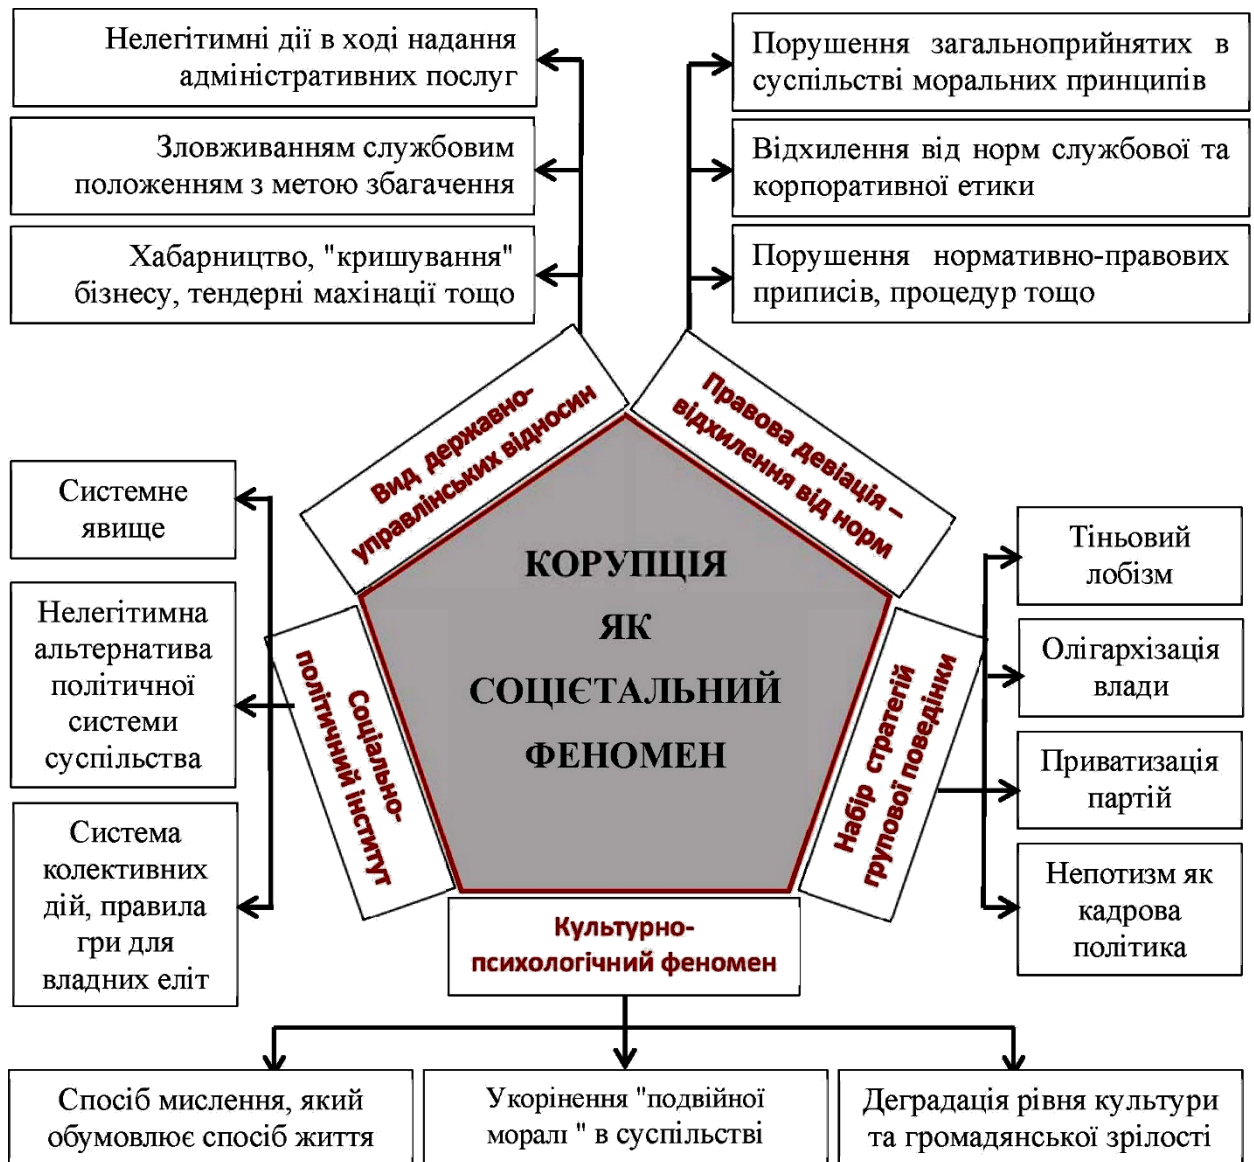 Нелегітимні дії в ході надання
адміністративних послуг
Зловживанням службовим
положенням з метою збагачення
Хабарництво, "кришування"
бізнесу, тендерні махінації тощо
Порушення загальноприйнятих в
суспільстві моральних принципів
Відхилення від норм службової та
корпоративної етики
Порушення нормативно-правових
приписів, процедур тощо
Вид державно-
управлінських відносин
Правова девіація –
відхилення від норм
Системне
явище
Нелегітимна
альтернатива
політичної
системи
суспільства
Система
колективних
дій, правила
гри для
владних еліт
Соціально-
політичний інститут
КОРУПЦІЯ
ЯК
СОЦІЄТАЛЬНИЙ
ФЕНОМЕН
Набір стратегій
групової поведінки
Тіньовий
лобізм
Олігархізація
влади
Приватизація
партій
Непотизм як
кадрова
політика
Культурно-
психологічний феномен
Спосіб мислення, який
обумовлює спосіб життя
Укорінення "подвійної
моралі " в суспільстві
Деградація рівня культури
та громадянської зрілості